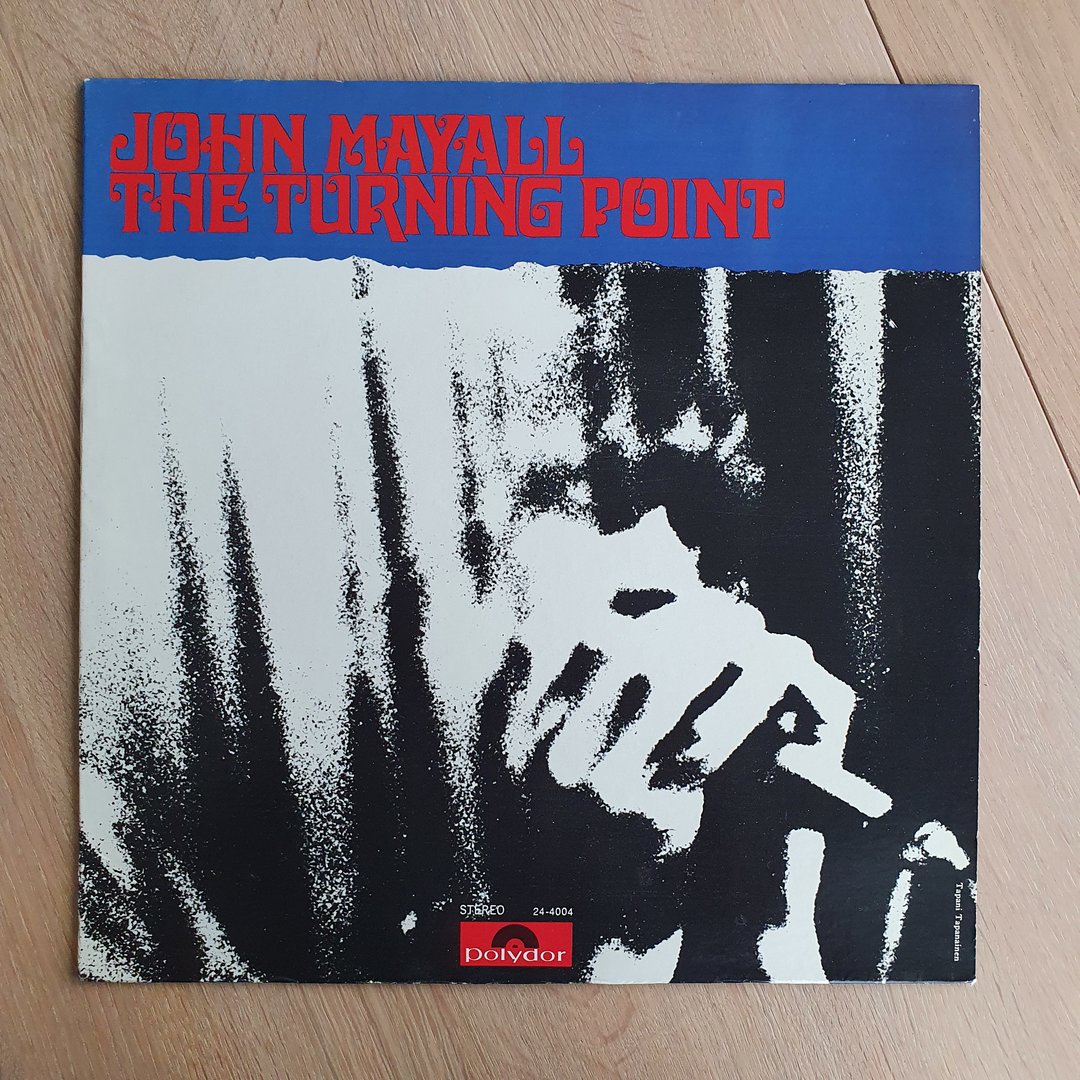 JOHN MAYALL
THE TURNING POINT
STEREO 24-4004
polydor
Tapani Tapanainen